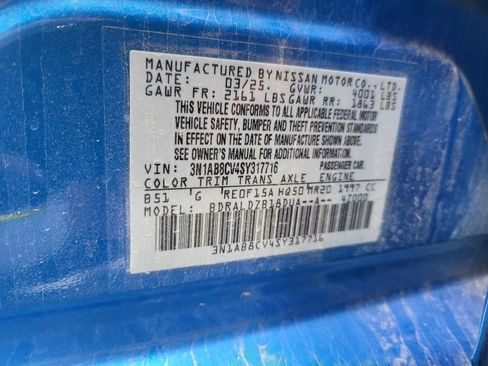 MANUFACTURED BY NISSAN MOTOR CO., LTD.
DATE: 03/25. GVWR: 4001 LBS
GAWR FR: 2161 LBS GAWR RR: 1863 LBS
THIS VEHICLE CONFORMS TO ALL APPLICABLE FEDERAL MOTOR
VEHICLE SAFETY, BUMPER AND THEFT PREVENTION STANDARDS
IN EFFECT ON THE DATE OF MANUFACTURE SHOWN ABOVE.
SEE OWNER'S MANUAL FOR ADDITIONAL INFORMATION
VIN: 3N1AB8CV4SY317716
COLOR TRIM TRANS AXLE ENGINE
B51 G RE0F15A HQ50 MR20 1997 CC
MODEL: BDRALDZB18DUA--A-- 47000
3N1AB8CV4SY317716